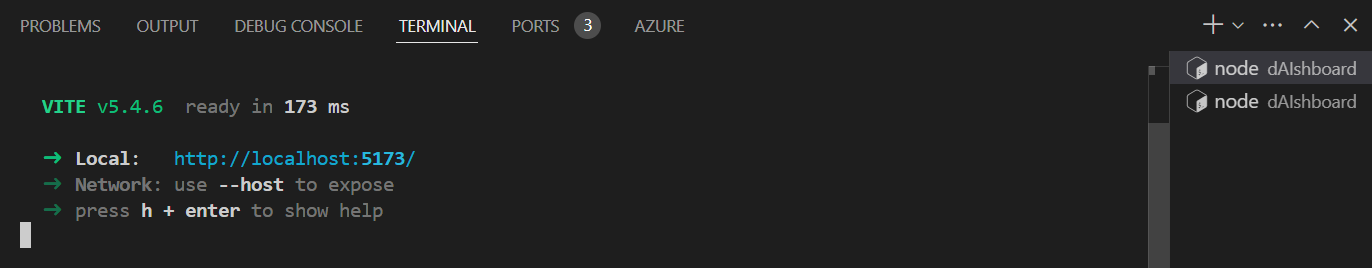 PROBLEMS OUTPUT DEBUG CONSOLE TERMINAL PORTS 3 AZURE
VITE v5.4.6 ready in 173 ms
➜ Local: http://localhost:5173/
➜ Network: use --host to expose
➜ press h + enter to show help
node dAIshboard
node dAIshboard